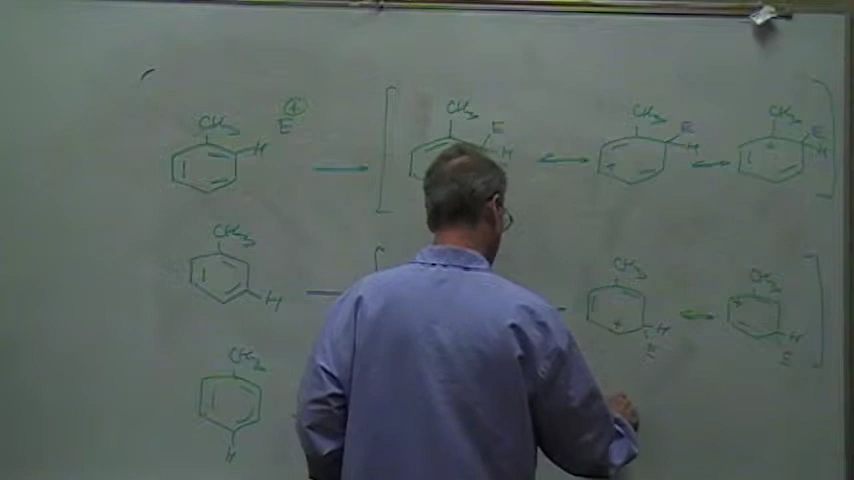 CH3 H E + CH3 E H CH3 E H + CH3 E H +
CH3 H CH3 H E + CH3 H E +
CH3 H